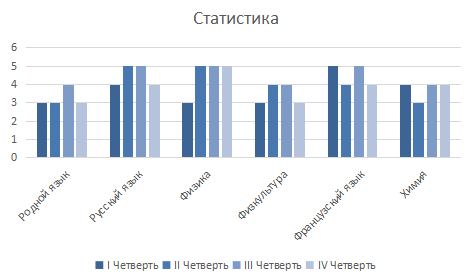 Статистика
6
5
4
3
2
1
0
Родной язык
Русский язык
Физика
Физкультура
Французский язык
Химия
I Четверть II Четверть III Четверть IV Четверть